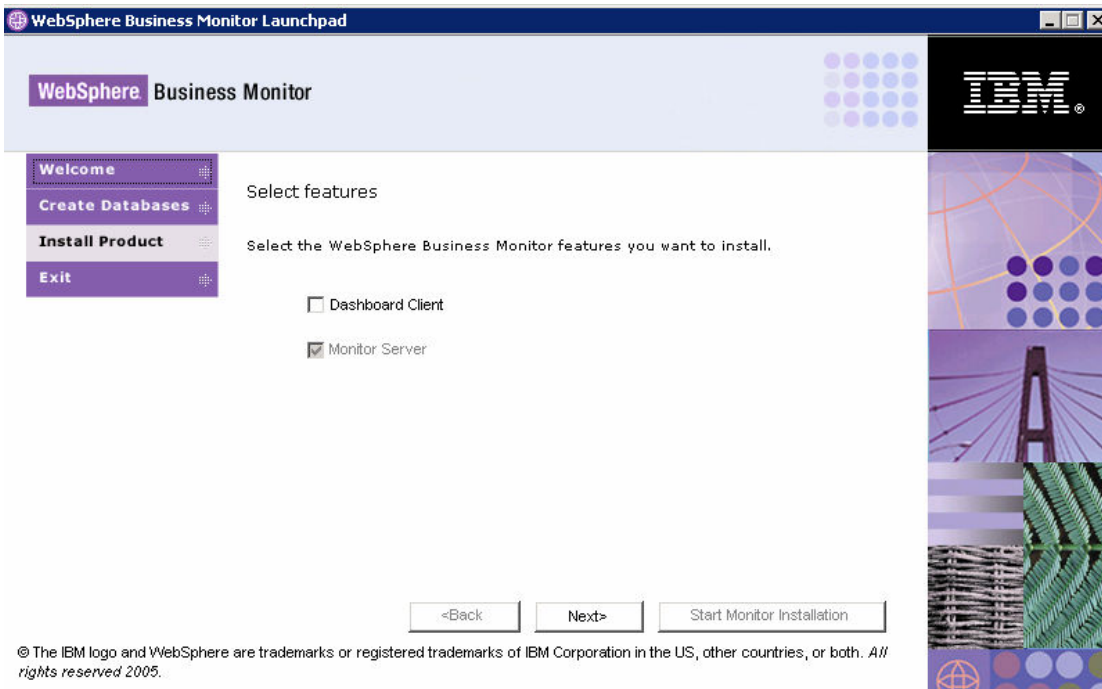 WebSphere Business Monitor Launchpad
WebSphere. Business Monitor
IBM®
Welcome
Create Databases
Install Product
Exit
Select features
Select the WebSphere Business Monitor features you want to install.
Dashboard Client
Monitor Server
<Back
Next>
Start Monitor Installation
© The IBM logo and WebSphere are trademarks or registered trademarks of IBM Corporation in the US, other countries, or both. All
rights reserved 2005.